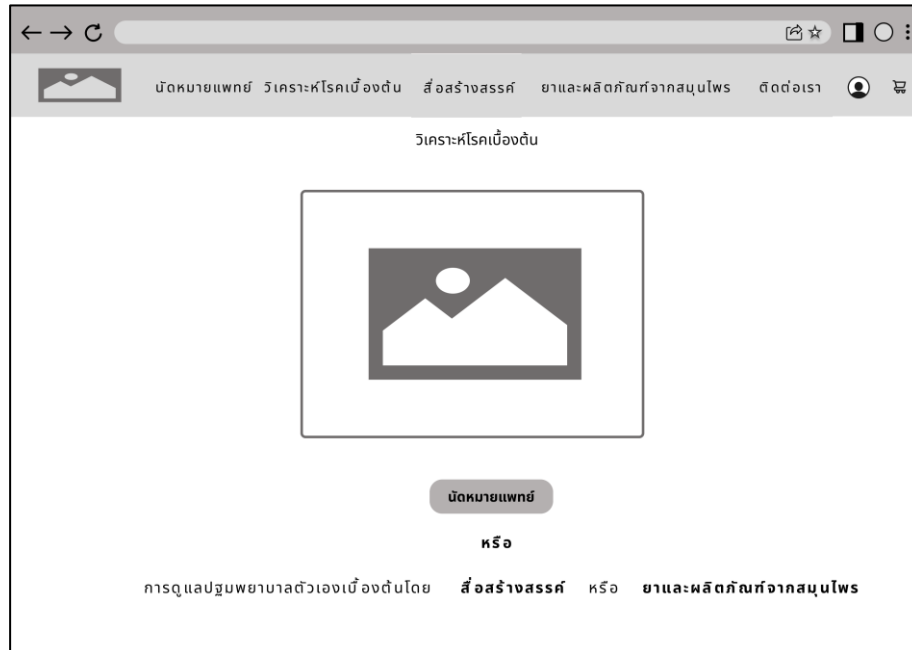 นัดหมายแพทย์ วิเคราะห์โรคเบื้องต้น สื่อสร้างสรรค์ ยาและผลิตภัณฑ์จากสมุนไพร ติดต่อเรา
วิเคราะห์โรคเบื้องต้น
นัดหมายแพทย์
หรือ
การดูแลปฐมพยาบาลตัวเองเบื้องต้นโดย สื่อสร้างสรรค์ หรือ ยาและผลิตภัณฑ์จากสมุนไพร